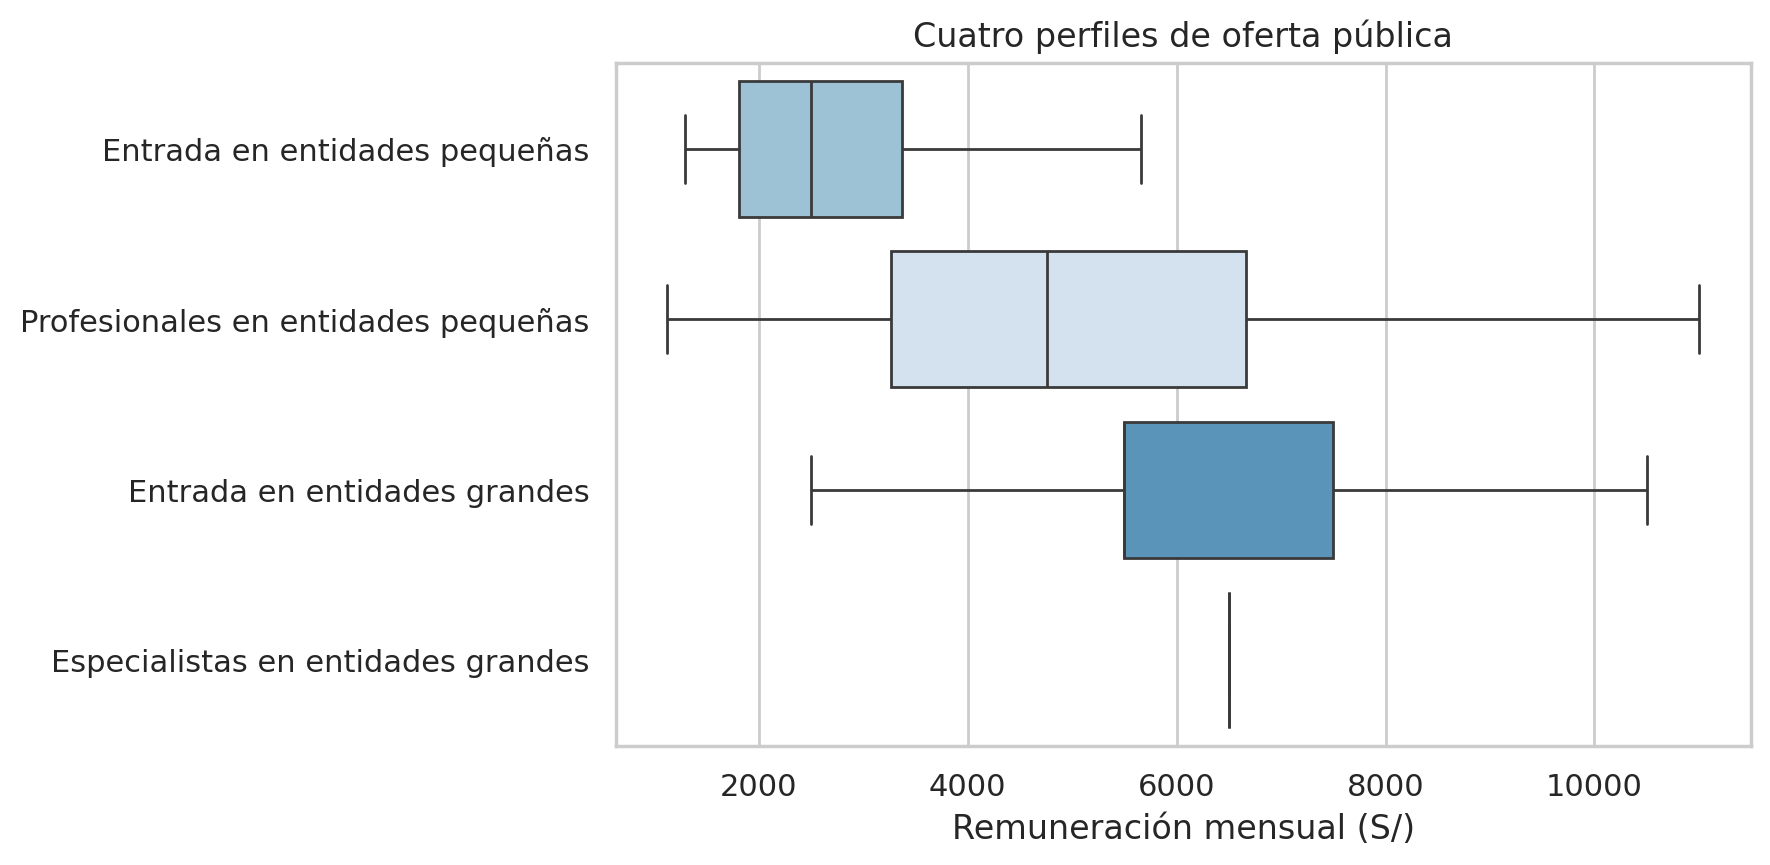 Cuatro perfiles de oferta pública
Entrada en entidades pequeñas
Profesionales en entidades pequeñas
Entrada en entidades grandes
Especialistas en entidades grandes
2000 4000 6000 8000 10000
Remuneración mensual (S/)